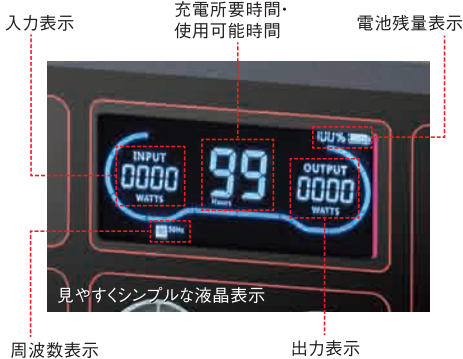 入力表示
充電所要時間・
使用可能時間
電池残量表示
100%
INPUT
0000
WATTS
99
Hours
OUTPUT
0000
WATTS
50Hz
見やすくシンプルな液晶表示
周波数表示
出力表示